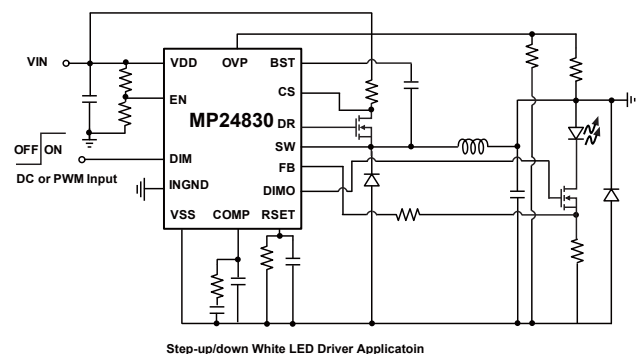 VIN
VDD
OVP
BST
EN
CS
MP24830
DR
OFF ON
SW
DIM
FB
DC or PWM Input
INGND
DIMO
VSS
COMP
RSET
Step-up/down White LED Driver Applicatoin